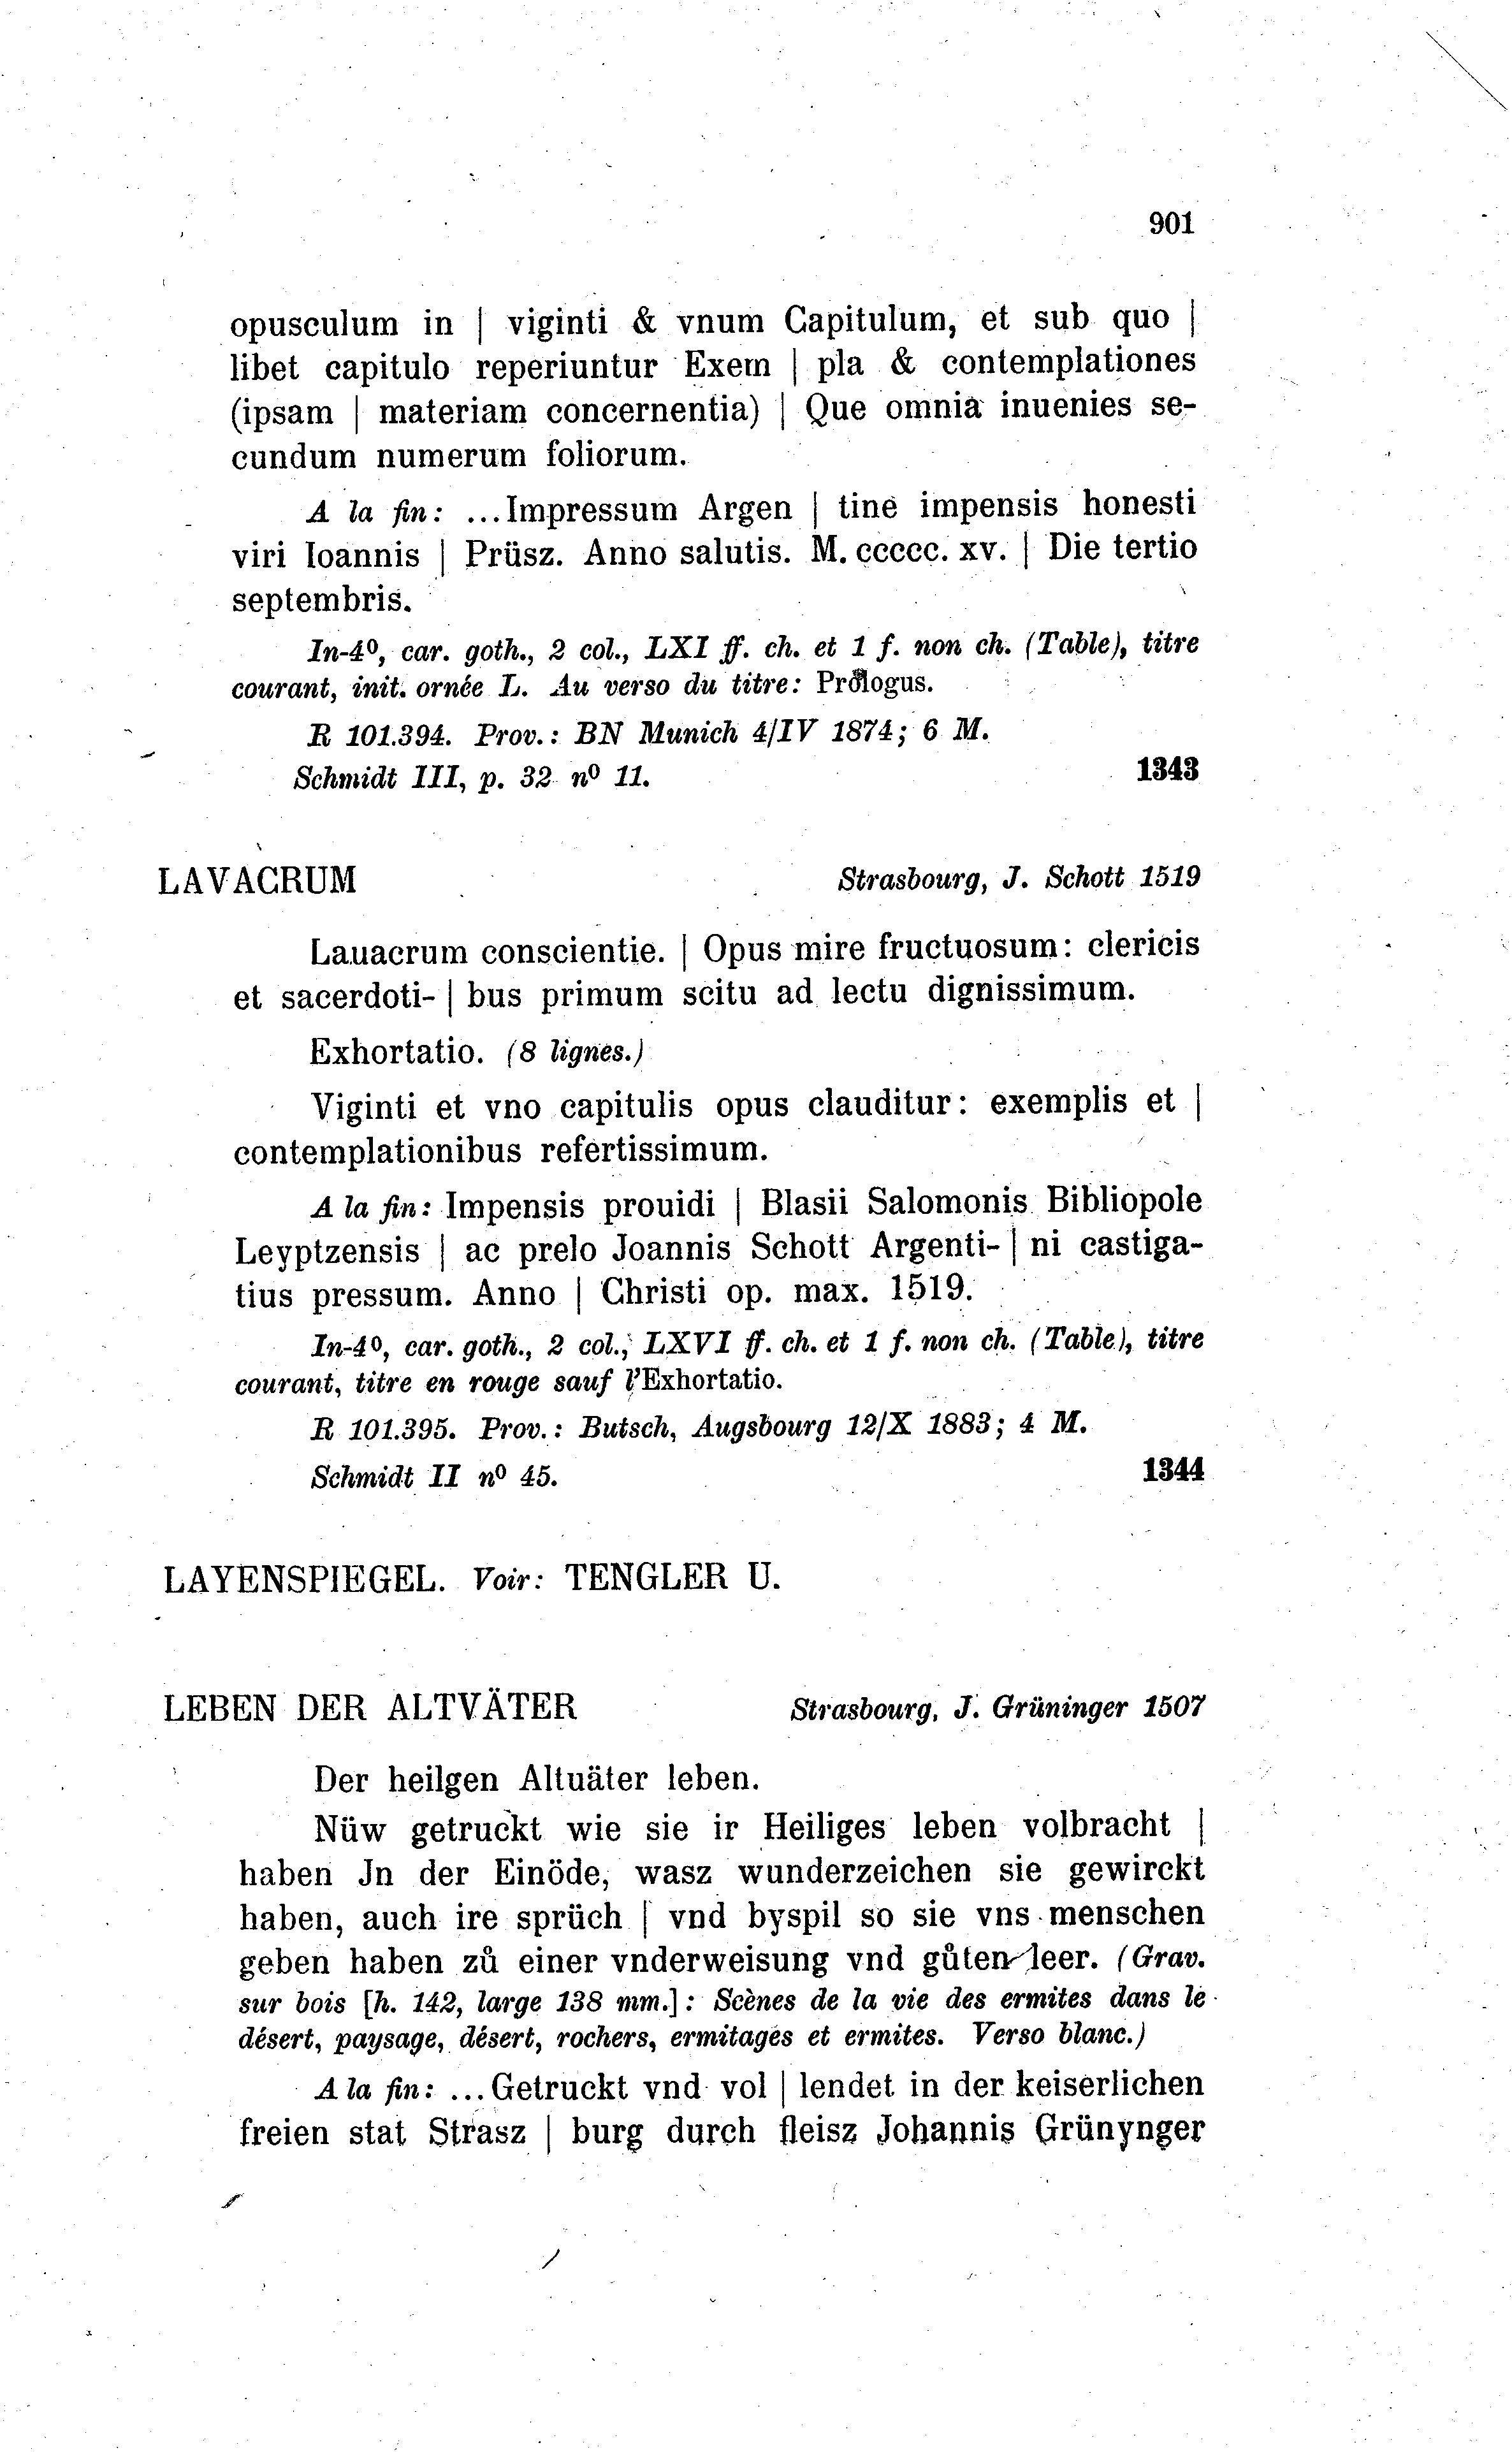 901
opusculum in | viginti & vnum Capitulum, et sub quo |
libet capitulo reperiuntur Exem | pla & contemplationes
(ipsam | materiam concernentia) | Que omnia inuenies se-
cundum numerum foliorum.
A la fin: ...Impressum Argen | tine impensis honesti
viri Ioannis | Prüsz. Anno salutis. M. ccccc. xv. | Die tertio
septembris.
In-4º, car. goth., 2 col., LXI ff. ch. et 1 f. non ch. (Table), titre
courant, init. ornée L. Au verso du titre: Prologus.
R 101.394. Prov.: BN Munich 4/IV 1874; 6 M.
Schmidt III, p. 32 nº 11.
1343
LAVACRUM
Strasbourg, J. Schott 1519
Lauacrum conscientie. | Opus mire fructuosum: clericis
et sacerdoti- | bus primum scitu ad lectu dignissimum.
Exhortatio. (8 lignes.)
Viginti et vno capitulis opus clauditur: exemplis et |
contemplationibus refertissimum.
A la fin: Impensis prouidi | Blasii Salomonis Bibliopole
Leyptzensis | ac prelo Joannis Schott Argenti- | ni castiga-
tius pressum. Anno | Christi op. max. 1519.
In-4º, car. goth., 2 col., LXVI ff. ch. et 1 f. non ch. (Table), titre
courant, titre en rouge sauf l'Exhortatio.
R 101.395. Prov.: Butsch, Augsbourg 12/X 1883; 4 M.
Schmidt II nº 45.
1344
LAYENSPIEGEL. Voir: TENGLER U.
LEBEN DER ALTVÄTER
Strasbourg, J. Grüninger 1507
Der heilgen Altuäter leben.
Nüw getruckt wie sie ir Heiliges leben volbracht |
haben Jn der Einöde, wasz wunderzeichen sie gewirckt
haben, auch ire sprüch | vnd byspil so sie vns menschen
geben haben zů einer vnderweisung vnd gůten leer. (Grav.
sur bois [h. 142, large 138 mm.]: Scènes de la vie des ermites dans le
désert, paysage, désert, rochers, ermitages et ermites. Verso blanc.)
A la fin: ...Getruckt vnd vol | lendet in der keiserlichen
freien stat Strasz | burg durch fleisz Johannis Grünynger